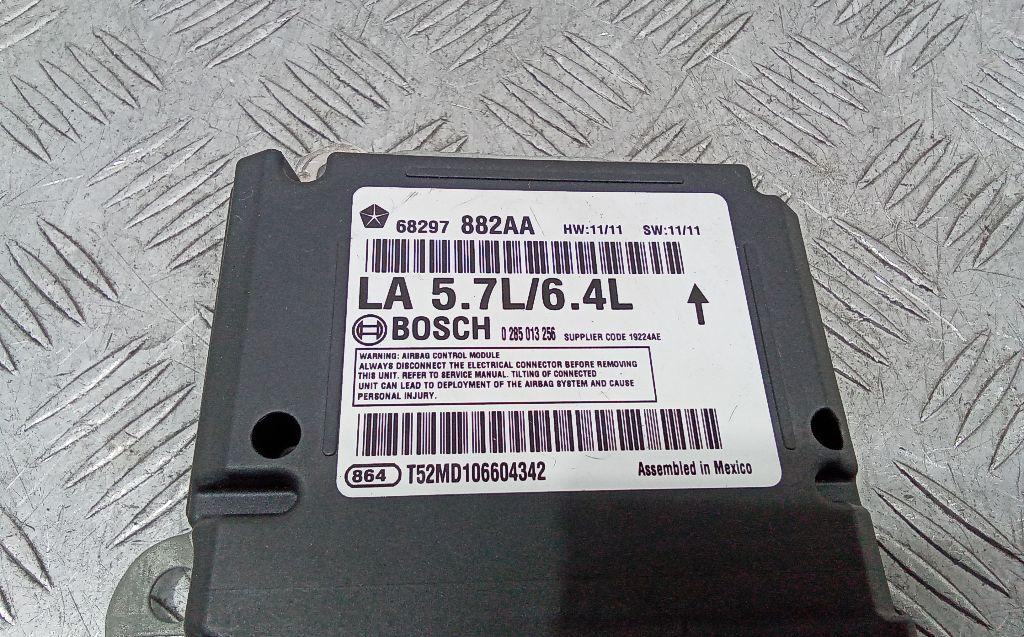 68297 882AA HW:11/11 SW:11/11
LA 5.7L/6.4L
BOSCH 0 285 013 256 SUPPLIER CODE 19224AE
WARNING: AIRBAG CONTROL MODULE
ALWAYS DISCONNECT THE ELECTRICAL CONNECTOR BEFORE REMOVING
THIS UNIT. REFER TO SERVICE MANUAL. TILTING OF CONNECTED
UNIT CAN LEAD TO DEPLOYMENT OF THE AIRBAG SYSTEM AND CAUSE
PERSONAL INJURY.
864 T52MD106604342 Assembled in Mexico